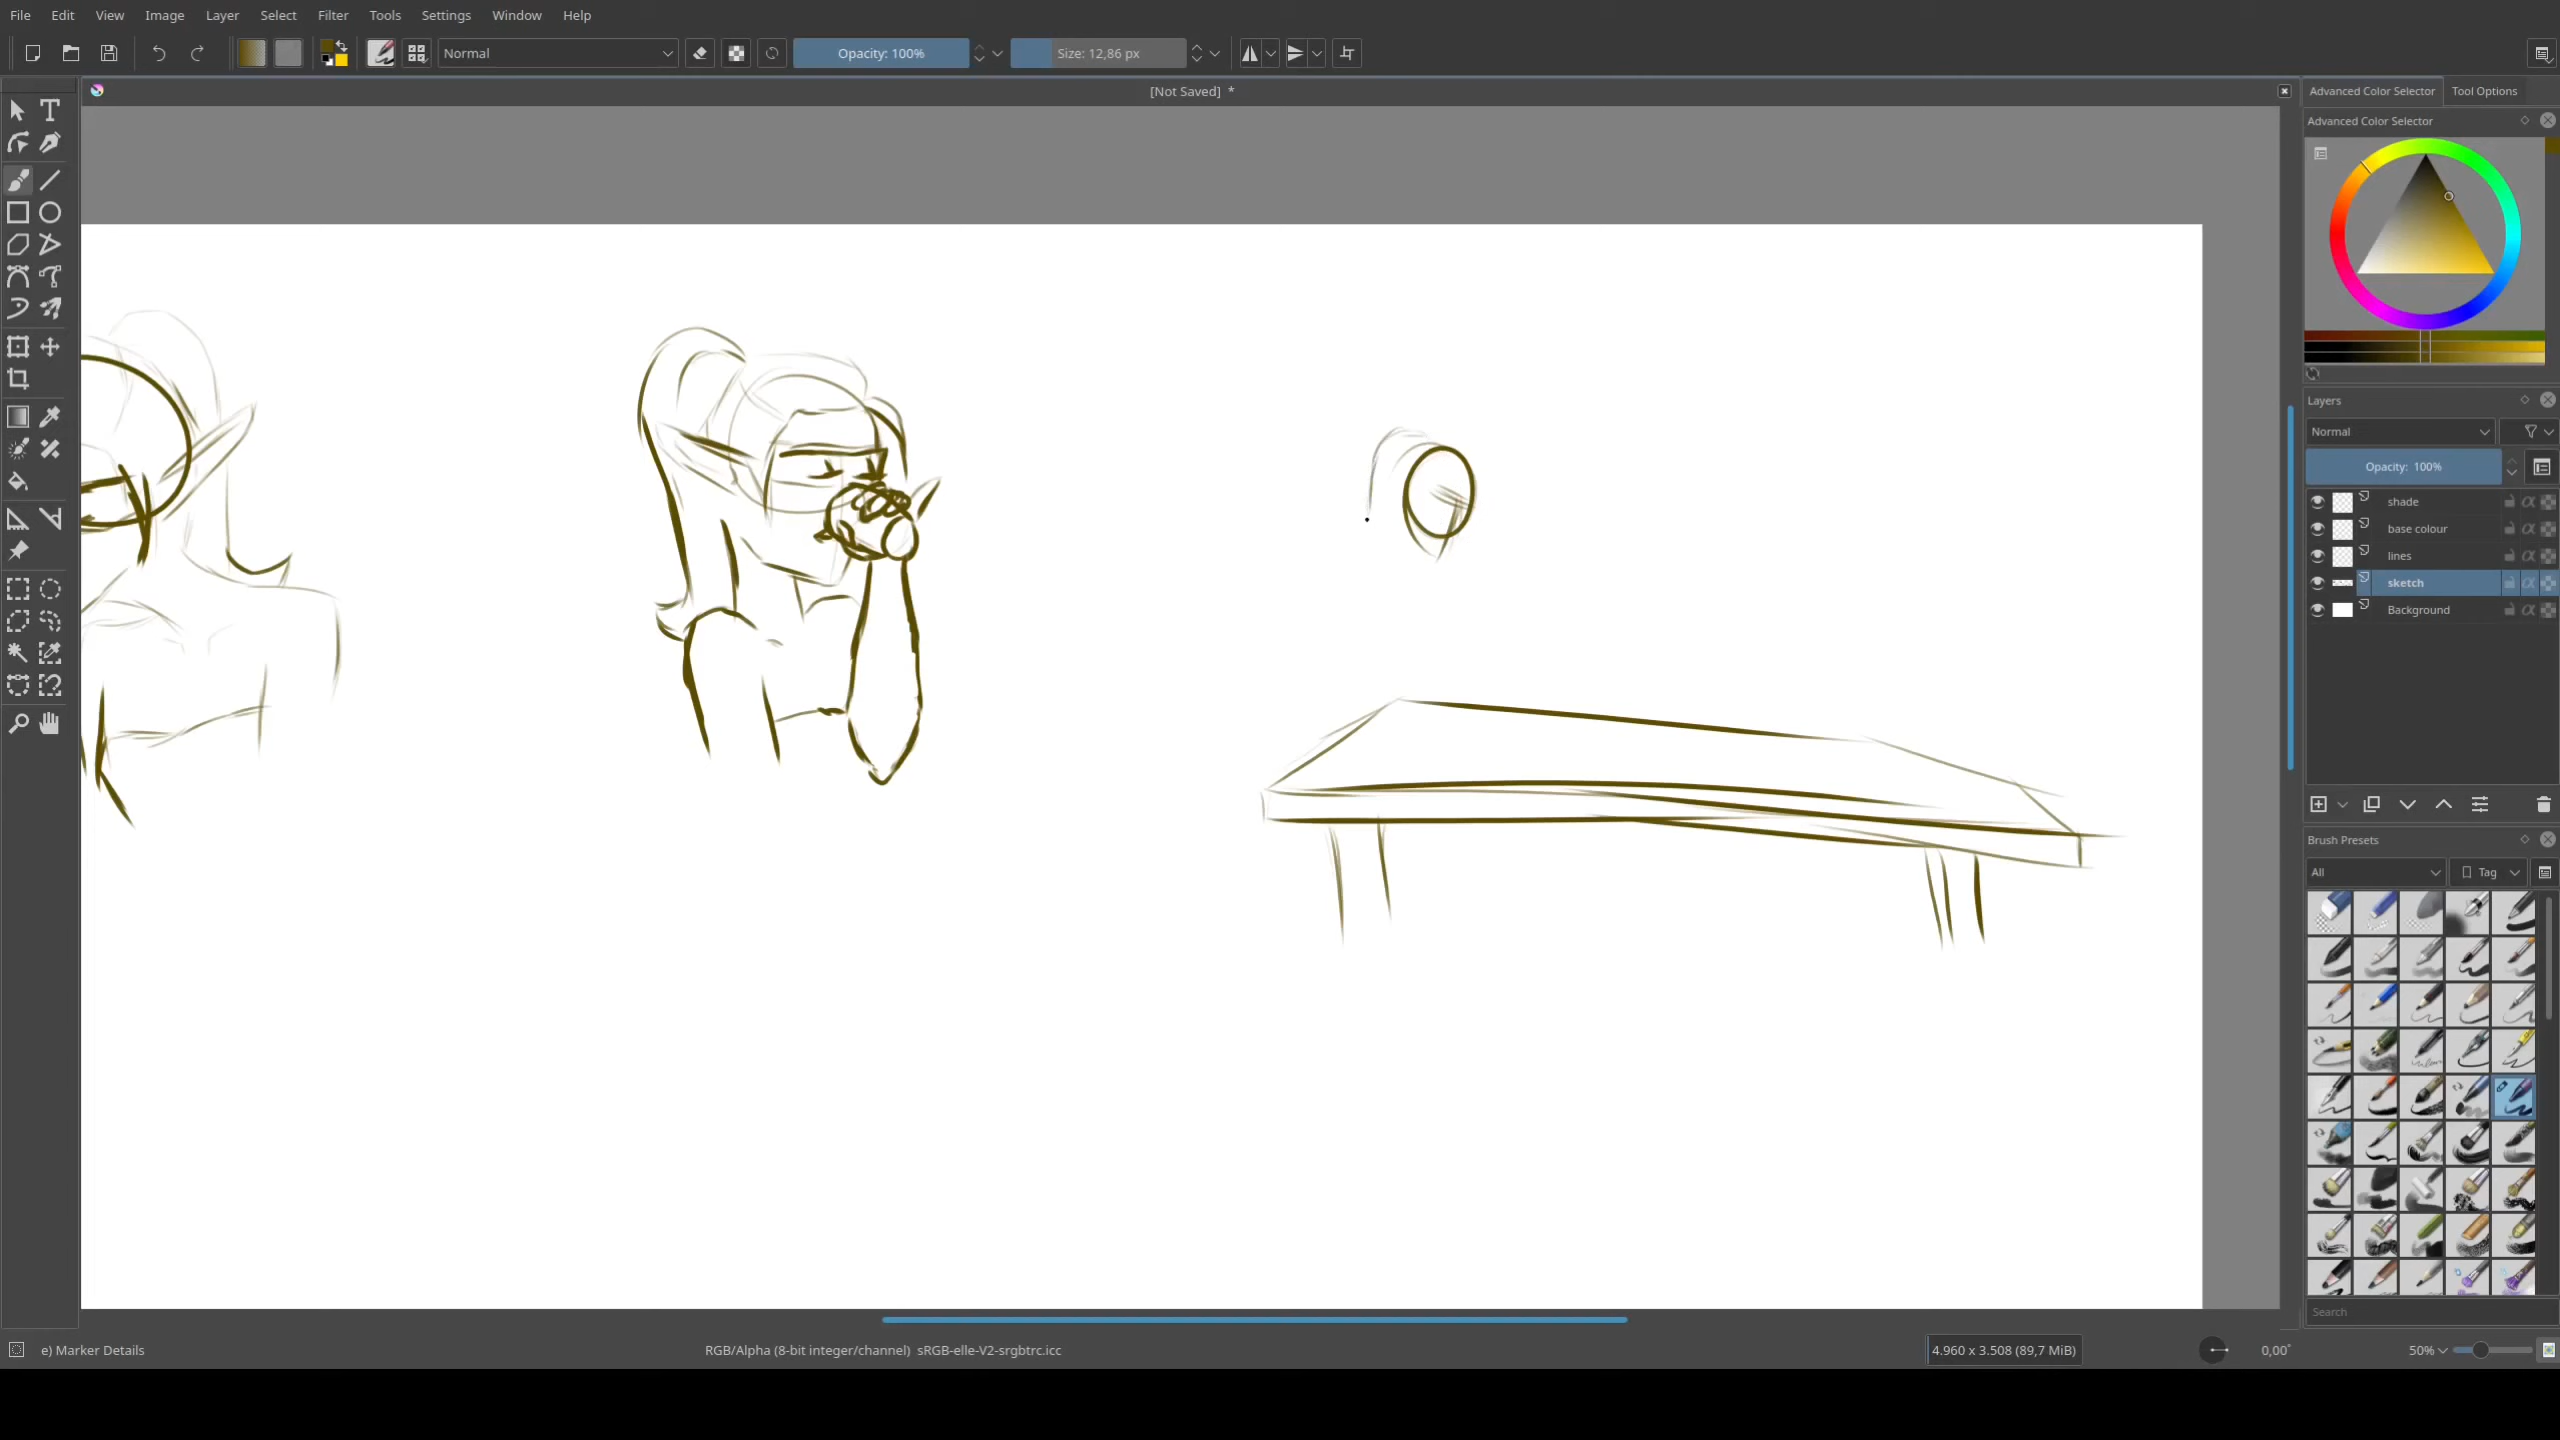 File Edit View Image Layer Select Filter Tools Settings Window Help
Normal Opacity: 100% Size: 12,86 px
[Not Saved] *
Advanced Color Selector Tool Options
Advanced Color Selector
Layers
Normal
Opacity: 100%
shade
base colour
lines
sketch
Background
Brush Presets
All Tag
Search
e) Marker Details RGB/Alpha (8-bit integer/channel) sRGB-elle-V2-srgbtrc.icc 4.960 x 3.508 (89,7 MiB) 0,00° 50%